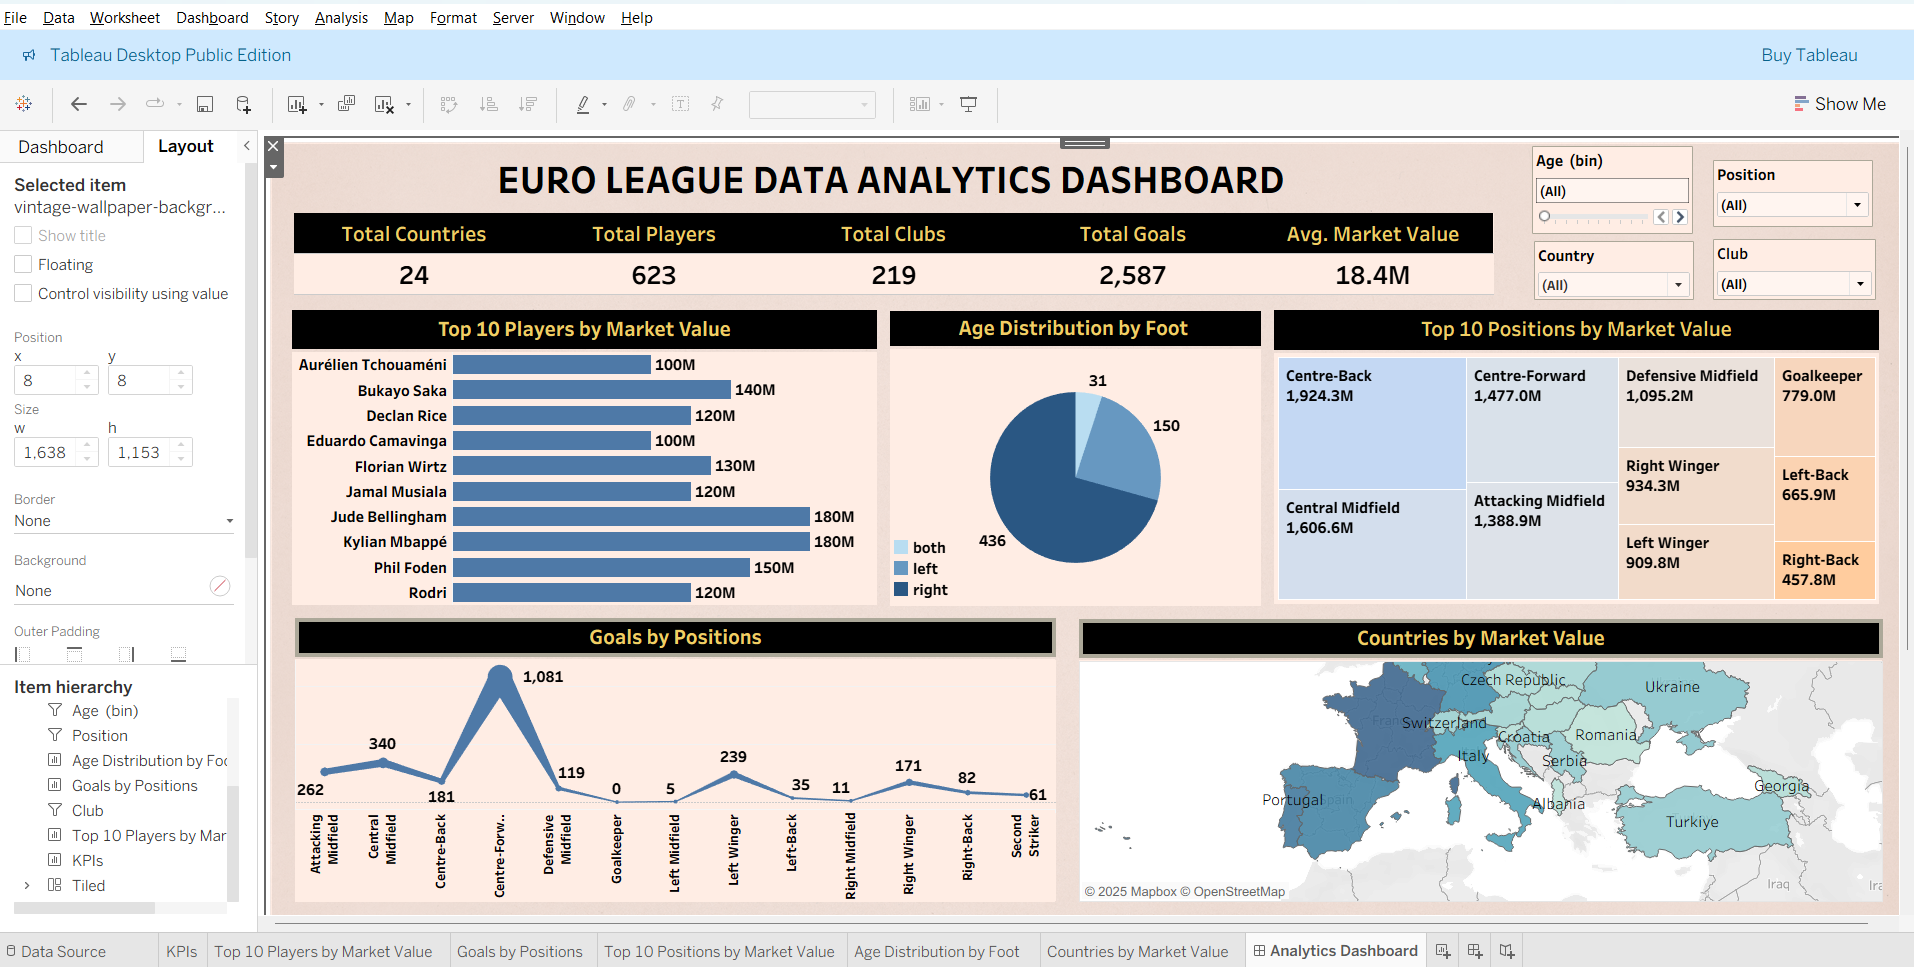 File Data Worksheet Dashboard Story Analysis Map Format Server Window Help
Tableau Desktop Public Edition
Buy Tableau
Show Me
Dashboard
Layout
Selected item
vintage-wallpaper-backgr...
Show title
Floating
Control visibility using value
Position
x
y
8
8
Size
w
h
1,638
1,153
Border
None
Background
None
Outer Padding
Item hierarchy
Age (bin)
Position
Age Distribution by Foo
Goals by Positions
Club
Top 10 Players by Mar
KPIs
Tiled
EURO LEAGUE DATA ANALYTICS DASHBOARD
Total Countries
Total Players
Total Clubs
Total Goals
Avg. Market Value
24
623
219
2,587
18.4M
Age (bin)
(All)
Position
(All)
Country
(All)
Club
(All)
Top 10 Players by Market Value
Aurélien Tchouaméni 100M
Bukayo Saka 140M
Declan Rice 120M
Eduardo Camavinga 100M
Florian Wirtz 130M
Jamal Musiala 120M
Jude Bellingham 180M
Kylian Mbappé 180M
Phil Foden 150M
Rodri 120M
Age Distribution by Foot
31
150
436
both
left
right
Top 10 Positions by Market Value
Centre-Back
1,924.3M
Central Midfield
1,606.6M
Centre-Forward
1,477.0M
Attacking Midfield
1,388.9M
Defensive Midfield
1,095.2M
Right Winger
934.3M
Left Winger
909.8M
Goalkeeper
779.0M
Left-Back
665.9M
Right-Back
457.8M
Goals by Positions
262
340
181
1,081
119
0
5
239
35
11
171
82
61
Attacking
Midfield
Central
Midfield
Centre-Back
Centre-Forw..
Defensive
Midfield
Goalkeeper
Left Midfield
Left Winger
Left-Back
Right Midfield
Right Winger
Right-Back
Second
Striker
Countries by Market Value
Czech Republic
Ukraine
France
Switzerland
Croatia
Romania
Italy
Serbia
Georgia
Portugal
Spain
Albania
Turkiye
Iraq
Ira
© 2025 Mapbox © OpenStreetMap
Data Source
KPIs
Top 10 Players by Market Value
Goals by Positions
Top 10 Positions by Market Value
Age Distribution by Foot
Countries by Market Value
Analytics Dashboard